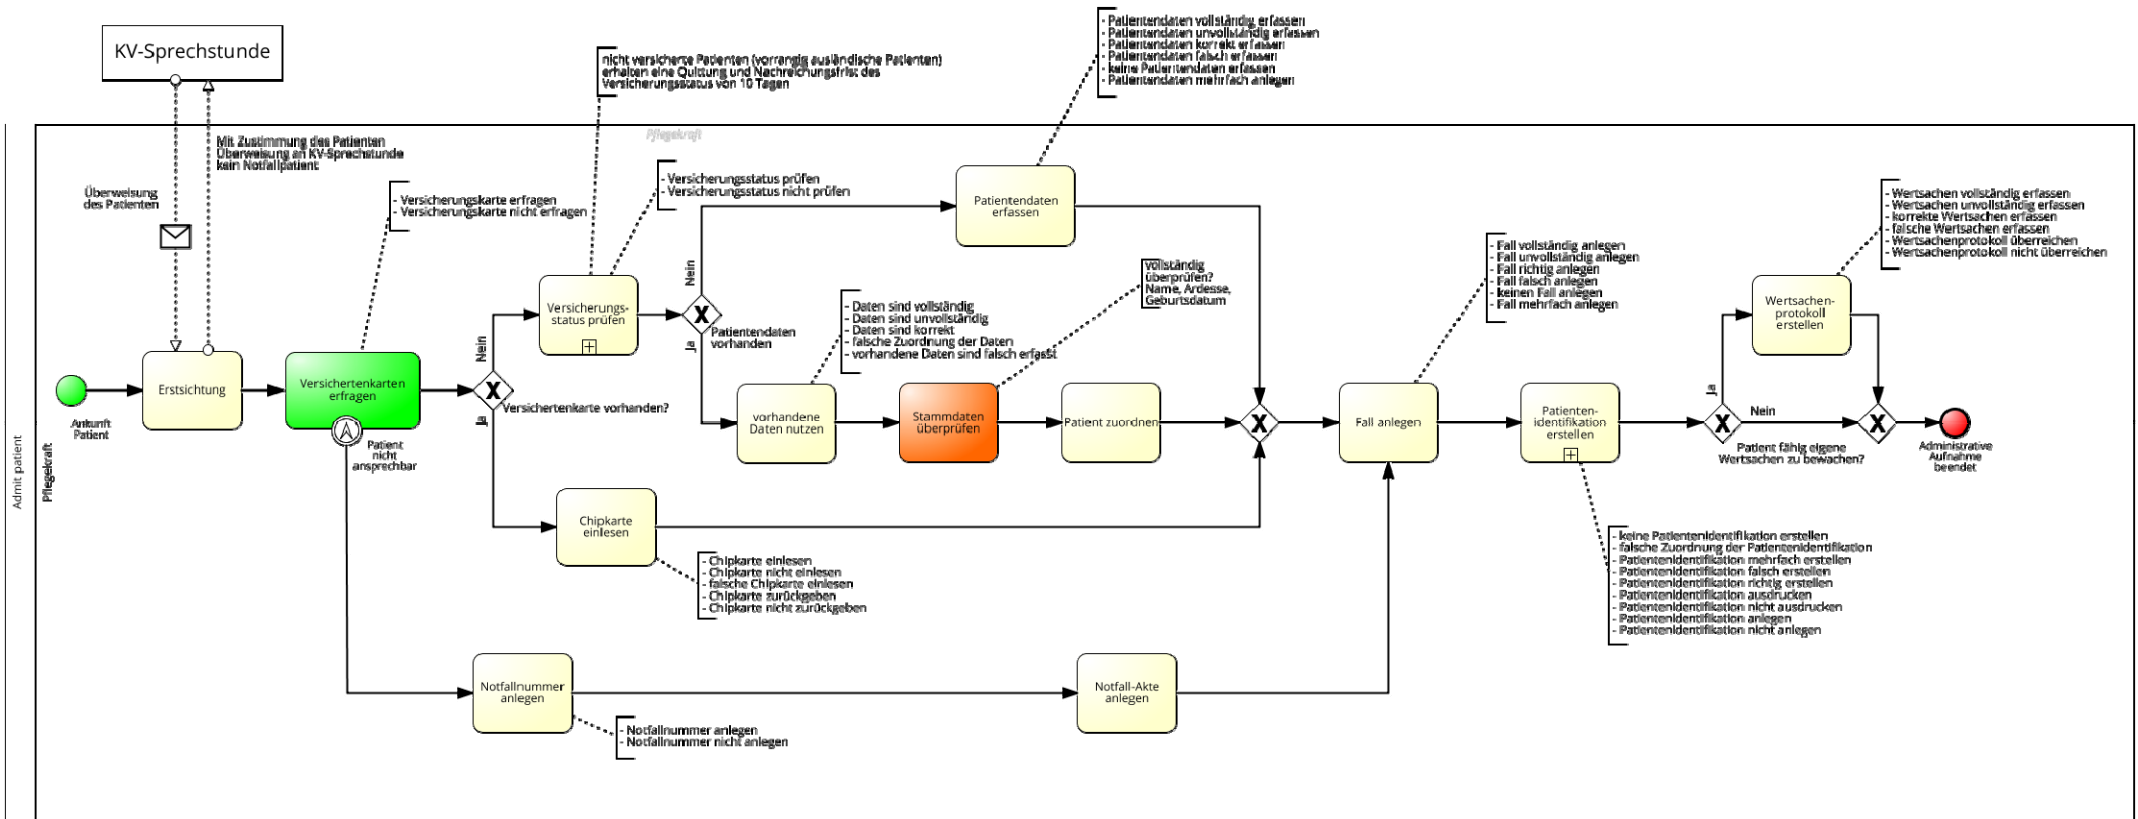 KV-Sprechstunde
Mit Zustimmung des Patienten
Überweisung an KV-Sprechstunde
kein Notfallpatient
Überweisung
des Patienten
nicht versicherte Patienten (vorrangig ausländische Patienten)
erhalten eine Quittung und Nachreichungsfrist des
Versicherungsstatus von 10 Tagen
- Patientendaten vollständig erfassen
- Patientendaten unvollständig erfassen
- Patientendaten korrekt erfassen
- Patientendaten falsch erfassen
- keine Patientendaten erfassen
- Patientendaten mehrfach anlegen
Pflegekraft
Admit patient
Pflegekraft
Ankunft
Patient
Erstsichtung
Versichertenkarten
erfragen
- Versicherungskarte erfragen
- Versicherungskarte nicht erfragen
Patient
nicht
ansprechbar
Versichertenkarte vorhanden?
Nein
Ja
Versicherungs-
status prüfen
- Versicherungsstatus prüfen
- Versicherungsstatus nicht prüfen
Patientendaten
vorhanden
Nein
Ja
Patientendaten
erfassen
vorhandene
Daten nutzen
- Daten sind vollständig
- Daten sind unvollständig
- Daten sind korrekt
- falsche Zuordnung der Daten
- vorhandene Daten sind falsch erfasst
Stammdaten
überprüfen
vollständig
überprüfen?
Name, Ardesse,
Geburtsdatum
Patient zuordnen
Chipkarte
einlesen
- Chipkarte einlesen
- Chipkarte nicht einlesen
- falsche Chipkarte einlesen
- Chipkarte zurückgeben
- Chipkarte nicht zurückgeben
Notfallnummer
anlegen
- Notfallnummer anlegen
- Notfallnummer nicht anlegen
Notfall-Akte
anlegen
Fall anlegen
- Fall vollständig anlegen
- Fall unvollständig anlegen
- Fall richtig anlegen
- Fall falsch anlegen
- keinen Fall anlegen
- Fall mehrfach anlegen
Patienten-
identifikation
erstellen
- keine Patientenidentifikation erstellen
- falsche Zuordnung der Patientenidentifikation
- Patientenidentifikation mehrfach erstellen
- Patientenidentifikation falsch erstellen
- Patientenidentifikation richtig erstellen
- Patientenidentifikation ausdrucken
- Patientenidentifikation nicht ausdrucken
- Patientenidentifikation anlegen
- Patientenidentifikation nicht anlegen
Ja
Nein
Patient fähig eigene
Wertsachen zu bewachen?
Wertsachen-
protokoll
erstellen
- Wertsachen vollständig erfassen
- Wertsachen unvollständig erfassen
- korrekte Wertsachen erfassen
- falsche Wertsachen erfassen
- Wertsachenprotokoll überreichen
- Wertsachenprotokoll nicht überreichen
Administrative
Aufnahme
beendet